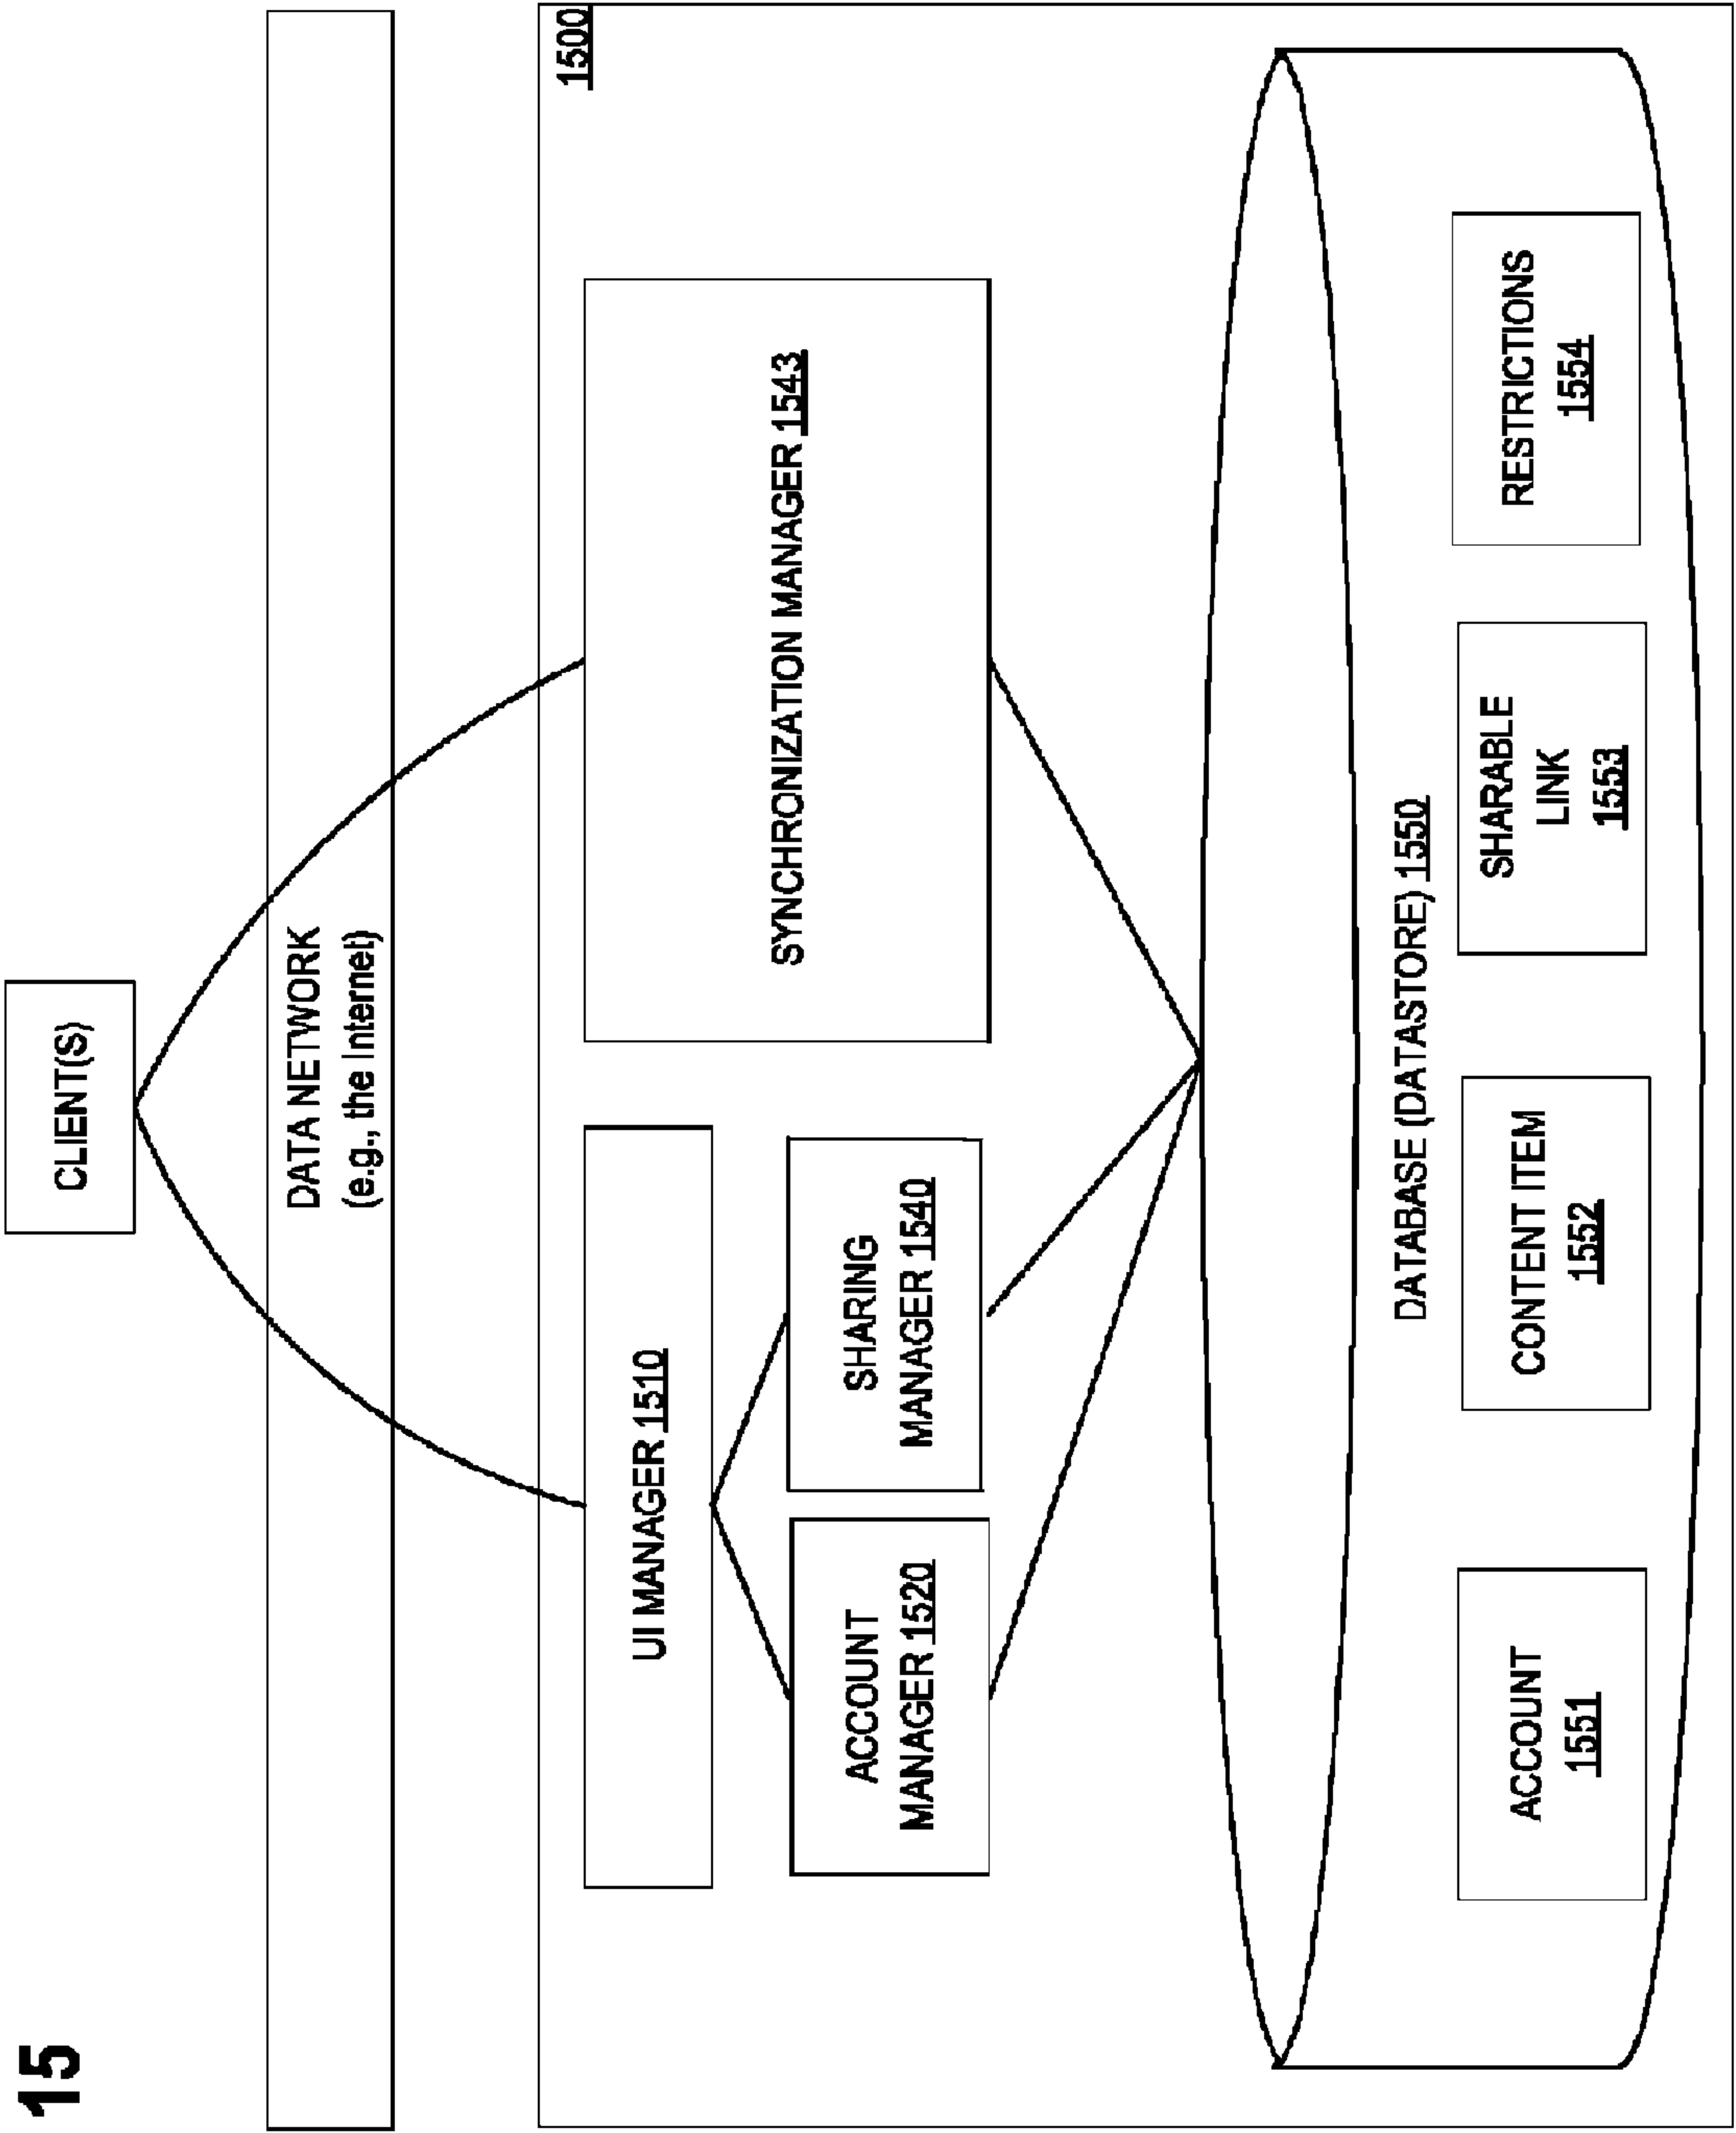 15
CLIENT(S)
DATA NETWORK
(e.g., the Internet)
1500
UI MANAGER 1510
SYNCHRONIZATION MANAGER 1543
ACCOUNT
MANAGER 1520
SHARING
MANAGER 1540
DATABASE (DATASTORE) 1550
ACCOUNT
1551
CONTENT ITEM
1552
SHARABLE
LINK
1553
RESTRICTIONS
1554